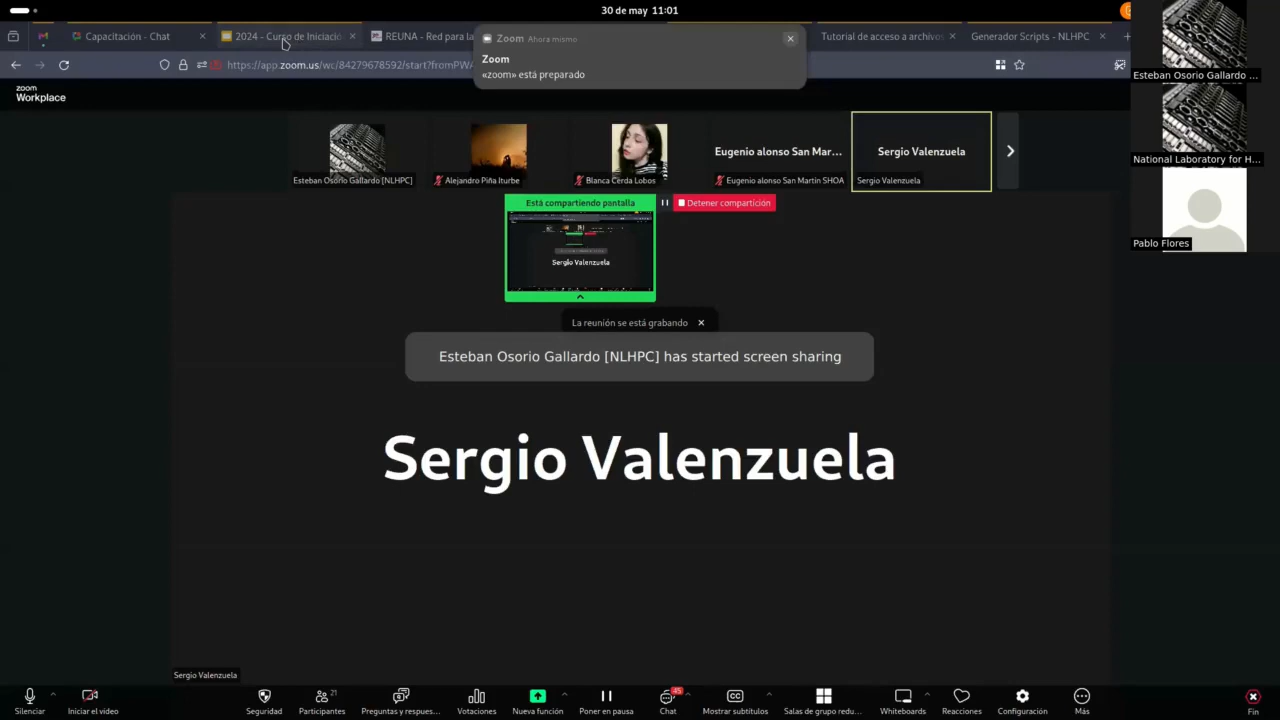 30 de may 11:01
Capacitación - Chat
2024 - Curso de Iniciació
REUNA - Red para la
Tutorial de acceso a archivos
Generador Scripts - NLHPC
https://app.zoom.us/wc/84279678592/start?fromPWA
Zoom Ahora mismo
Zoom
«zoom» está preparado
zoom
Workplace
Esteban Osorio Gallardo [NLHPC]
Alejandro Piña Iturbe
Blanca Cerda Lobos
Eugenio alonso San Mar...
Eugenio alonso San Martin SHOA
Sergio Valenzuela
Sergio Valenzuela
Esteban Osorio Gallardo ...
National Laboratory for H...
Pablo Flores
Está compartiendo pantalla
Detener compartición
Sergio Valenzuela
La reunión se está grabando
Esteban Osorio Gallardo [NLHPC] has started screen sharing
Sergio Valenzuela
Sergio Valenzuela
Silenciar
Iniciar el video
Seguridad
21
Participantes
Preguntas y respues...
Votaciones
Nueva función
Poner en pausa
45
Chat
Mostrar subtítulos
Salas de grupo redu...
Whiteboards
Reacciones
Configuración
Más
Fin